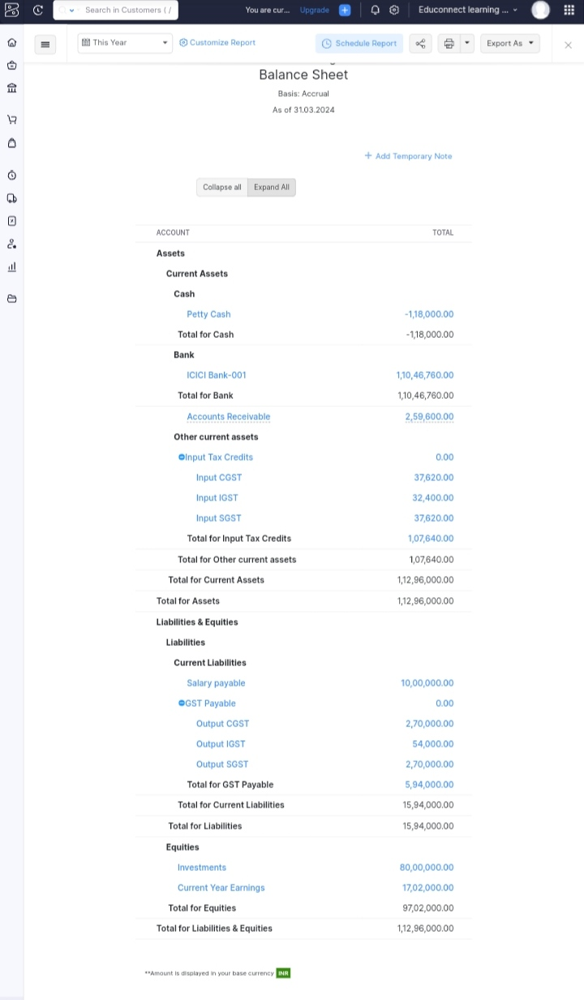 Search in Customers ( /
You are cur... Upgrade
Educonnect learning ...
This Year
Customize Report
Schedule Report
Export As
Balance Sheet
Basis: Accrual
As of 31.03.2024
+ Add Temporary Note
Collapse all Expand All
ACCOUNT TOTAL
Assets
Current Assets
Cash
Petty Cash -1,18,000.00
Total for Cash -1,18,000.00
Bank
ICICI Bank-001 1,10,46,760.00
Total for Bank 1,10,46,760.00
Accounts Receivable 2,59,600.00
Other current assets
Input Tax Credits 0.00
Input CGST 37,620.00
Input IGST 32,400.00
Input SGST 37,620.00
Total for Input Tax Credits 1,07,640.00
Total for Other current assets 1,07,640.00
Total for Current Assets 1,12,96,000.00
Total for Assets 1,12,96,000.00
Liabilities & Equities
Liabilities
Current Liabilities
Salary payable 10,00,000.00
GST Payable 0.00
Output CGST 2,70,000.00
Output IGST 54,000.00
Output SGST 2,70,000.00
Total for GST Payable 5,94,000.00
Total for Current Liabilities 15,94,000.00
Total for Liabilities 15,94,000.00
Equities
Investments 80,00,000.00
Current Year Earnings 17,02,000.00
Total for Equities 97,02,000.00
Total for Liabilities & Equities 1,12,96,000.00
**Amount is displayed in your base currency INR